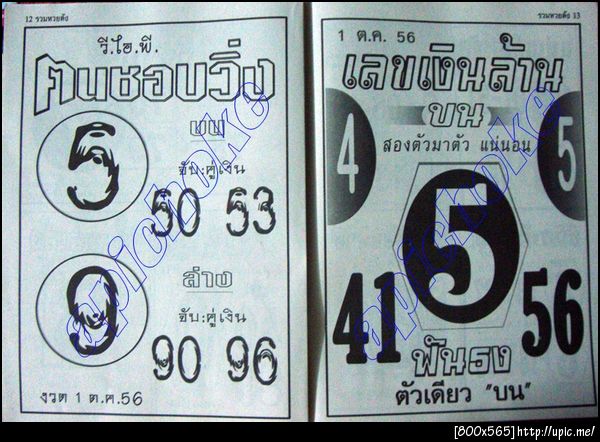 12 รวมหวยดัง
วี.ไอ.พี.
คนชอบวิ่ง
5
บน
จับ:คู่เงิน
50 53
9
ล่าง
จับ:คู่เงิน
90 96
งวด 1 ต.ค.56
รวมหวยดัง 13
1 ต.ค. 56
เลขเงินล้าน
บน
4
5
สองตัวมาตัว แน่นอน
5
41
56
ฟันธง
ตัวเดียว "บน"
apichoke
apichoke
[800x565]http://upic.me/